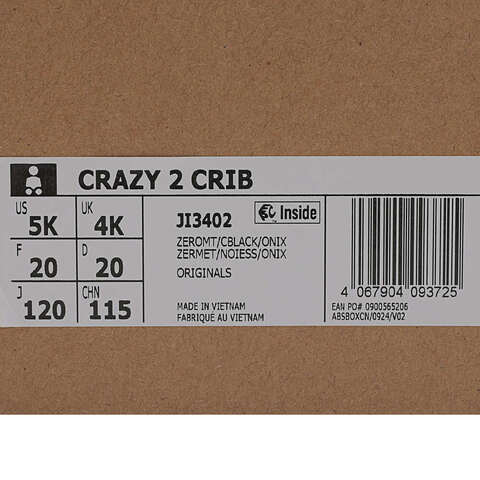 CRAZY 2 CRIB
US 5K UK 4K
F 20 D 20
J 120 CHN 115
JI3402
Inside
ZEROMT/CBLACK/ONIX
ZERMET/NOIESS/ONIX
ORIGINALS
MADE IN VIETNAM
FABRIQUÉ AU VIETNAM
4 067904 093725
EAN PO# 0900565206
ABSBOXCN/0924/V02